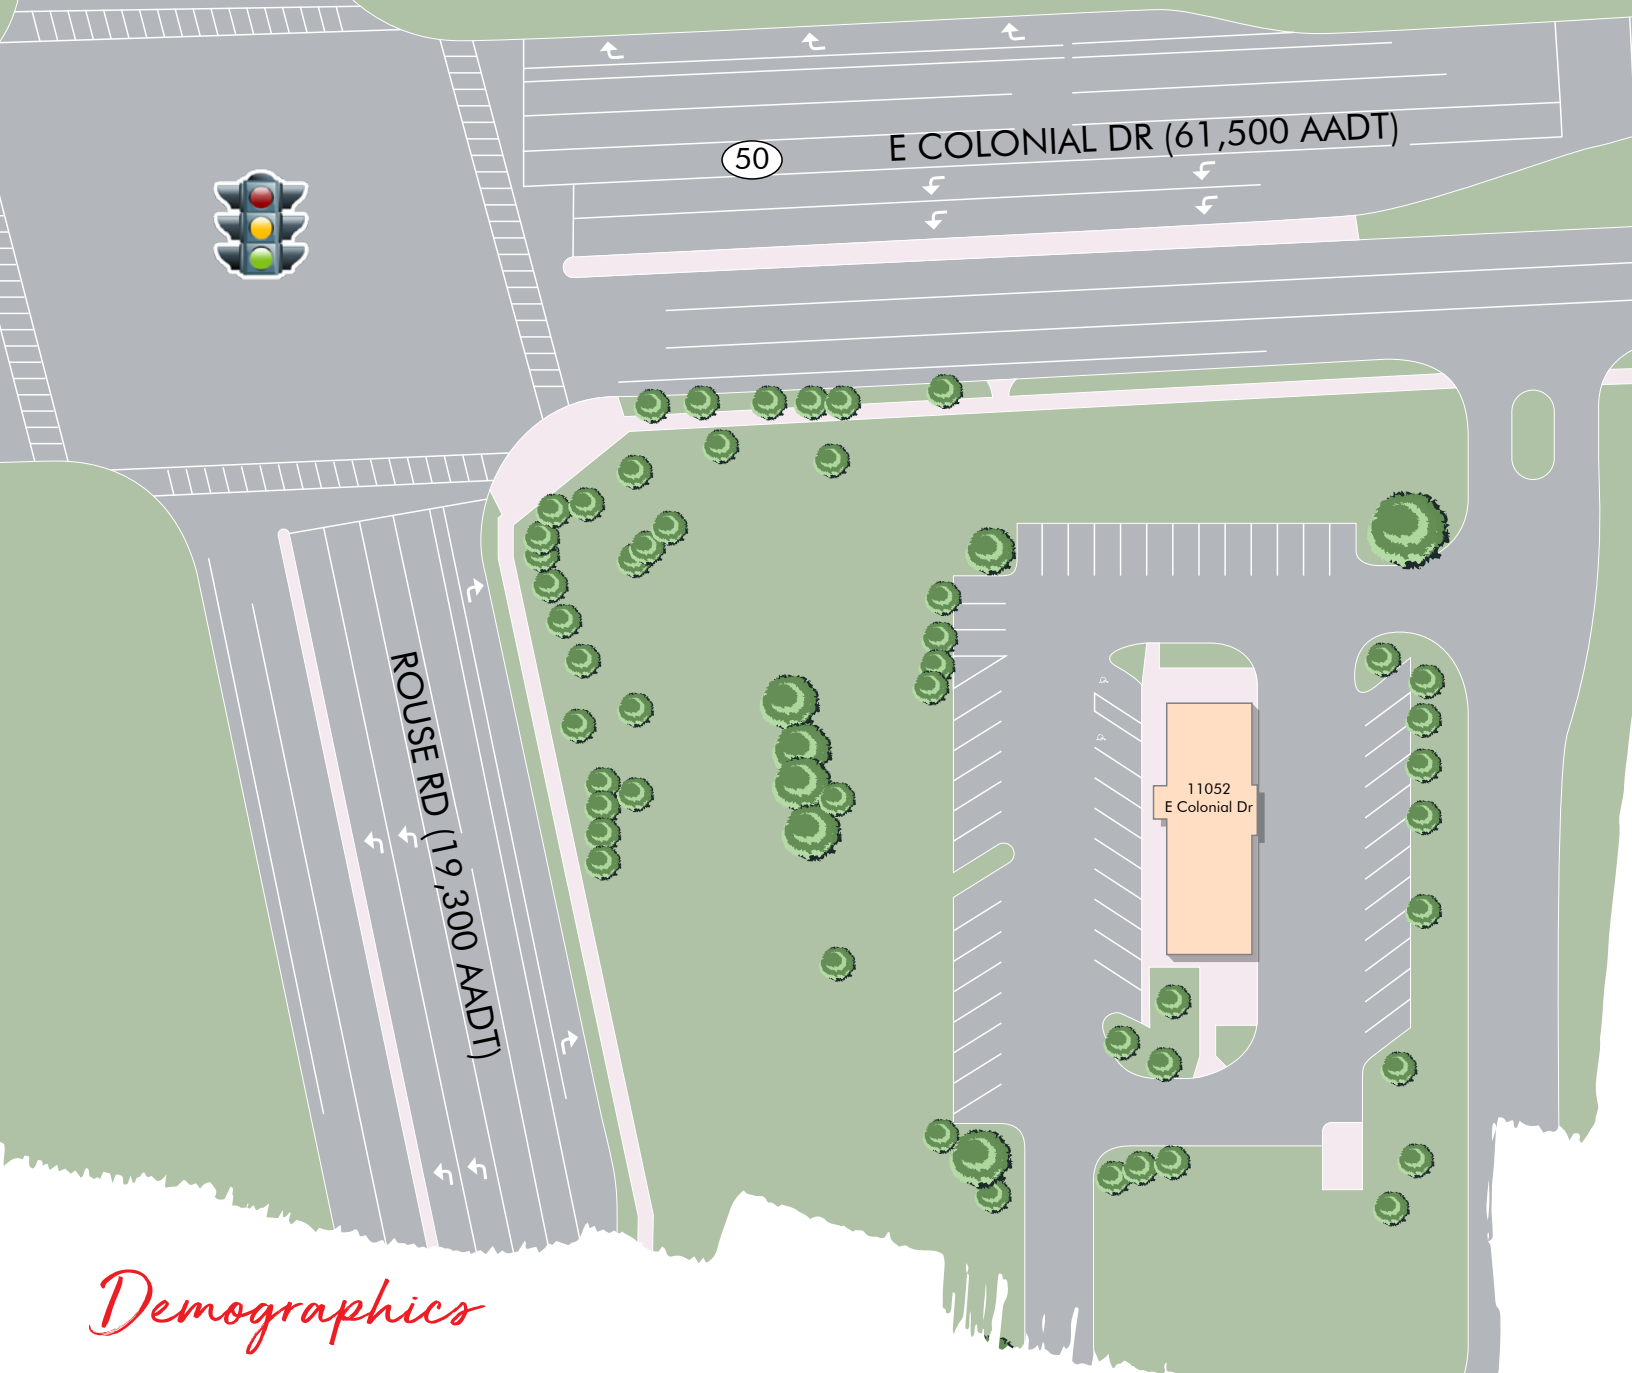 E COLONIAL DR (61,500 AADT)
50
ROUSE RD (19,300 AADT)
11052
E Colonial Dr
Demographics